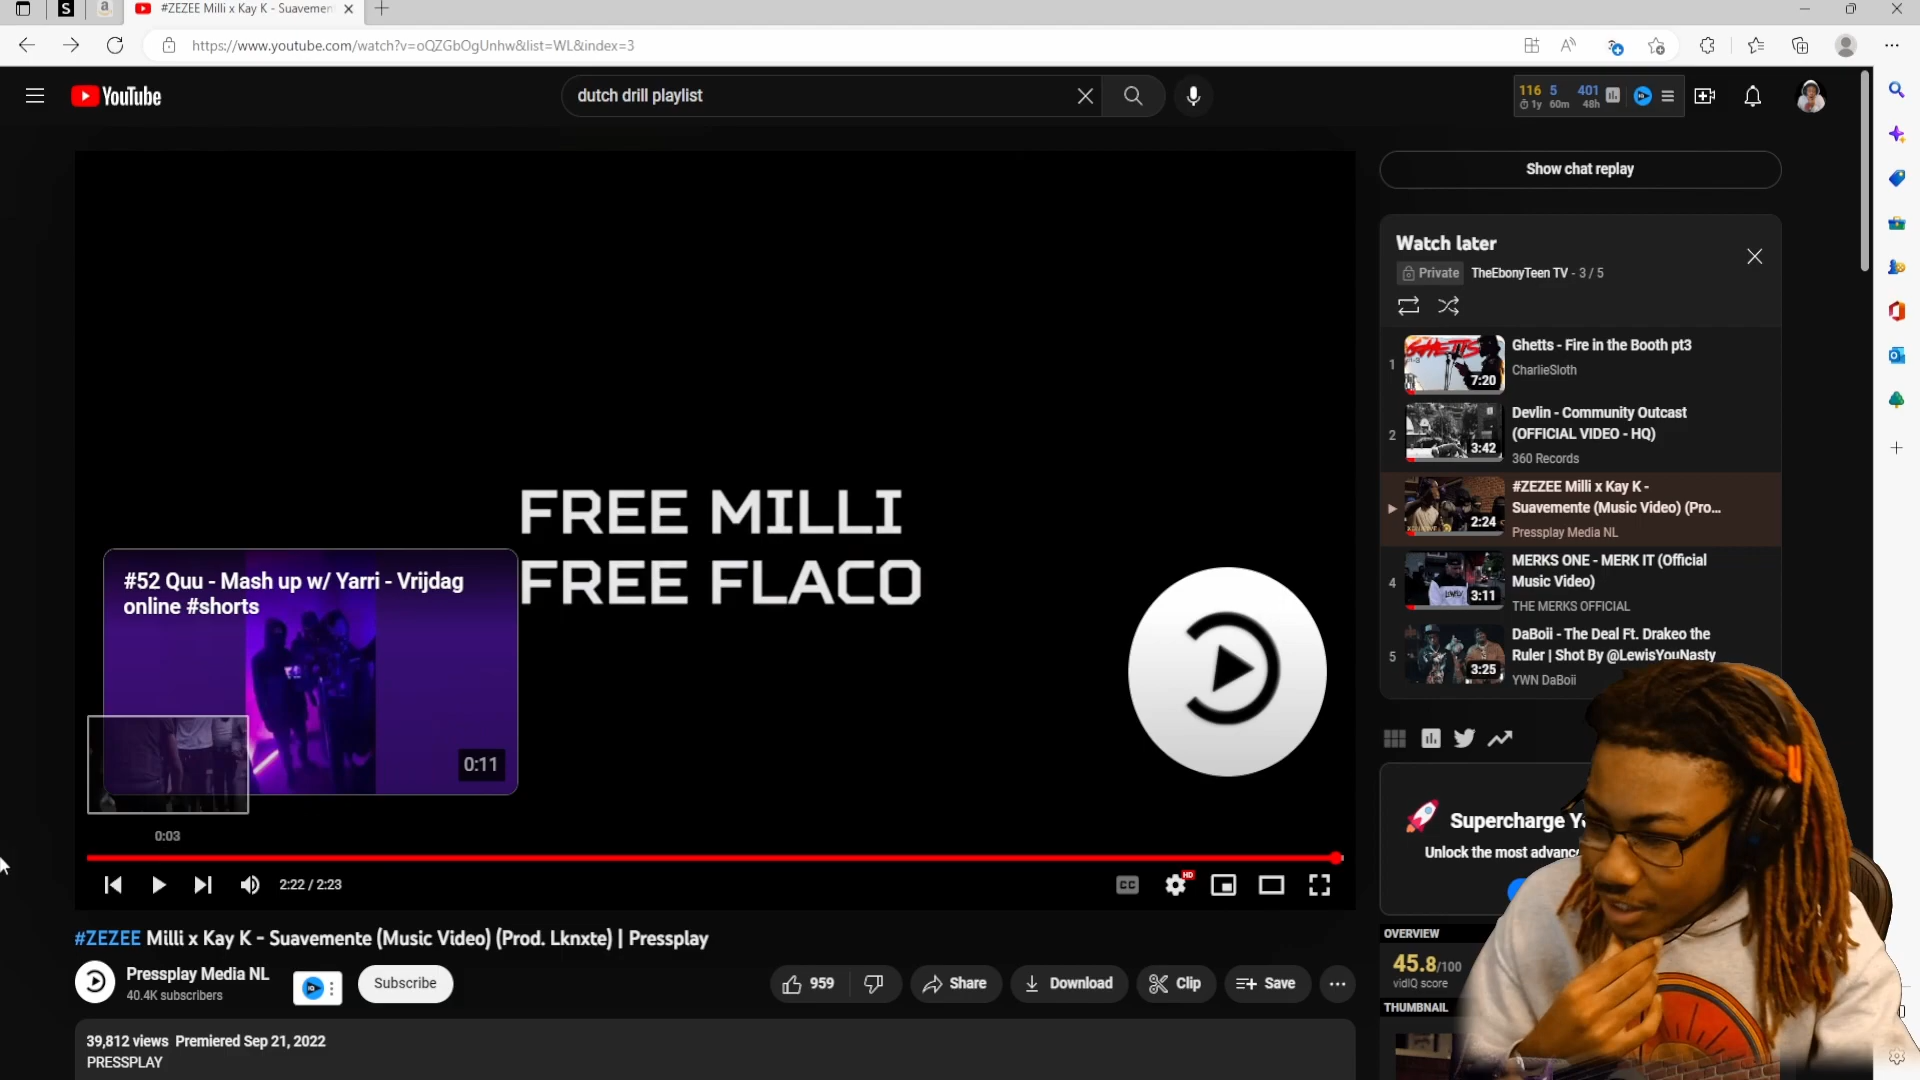 #ZEZEE Milli x Kay K - Suavemen
https://www.youtube.com/watch?v=oQZGbOgUnhw&list=WL&index=3
YouTube
dutch drill playlist
116 5 401
1y 60m 48h
Show chat replay
FREE MILLI
FREE FLACO
#52 Quu - Mash up w/ Yarri - Vrijdag
online #shorts
0:11
0:03
2:22 / 2:23
CC
HD
Watch later
Private TheEbonyTeen TV - 3 / 5
1
GHETTS
7:20
Ghetts - Fire in the Booth pt3
CharlieSloth
2
3:42
Devlin - Community Outcast
(OFFICIAL VIDEO - HQ)
360 Records
2:24
#ZEZEE Milli x Kay K -
Suavemente (Music Video) (Pro...
Pressplay Media NL
4
3:11
MERKS ONE - MERK IT (Official
Music Video)
THE MERKS OFFICIAL
5
3:25
DaBoii - The Deal Ft. Drakeo the
Ruler | Shot By @LewisYouNasty
YWN DaBoii
Supercharge Y
Unlock the most advanc
OVERVIEW
45.8/100
vidIQ score
THUMBNAIL
#ZEZEE Milli x Kay K - Suavemente (Music Video) (Prod. Lknxte) | Pressplay
Pressplay Media NL
40.4K subscribers
Subscribe
959
Share
Download
Clip
Save
39,812 views Premiered Sep 21, 2022
PRESSPLAY